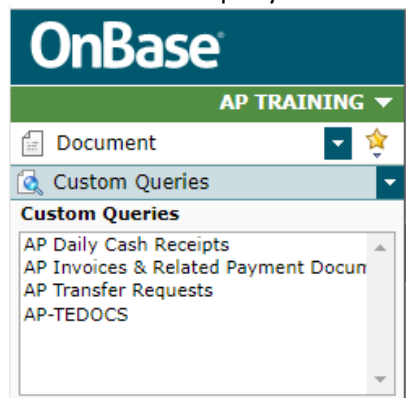 OnBase®
AP TRAINING
Document
Custom Queries
Custom Queries
AP Daily Cash Receipts
AP Invoices & Related Payment Docum
AP Transfer Requests
AP-TEDOCS